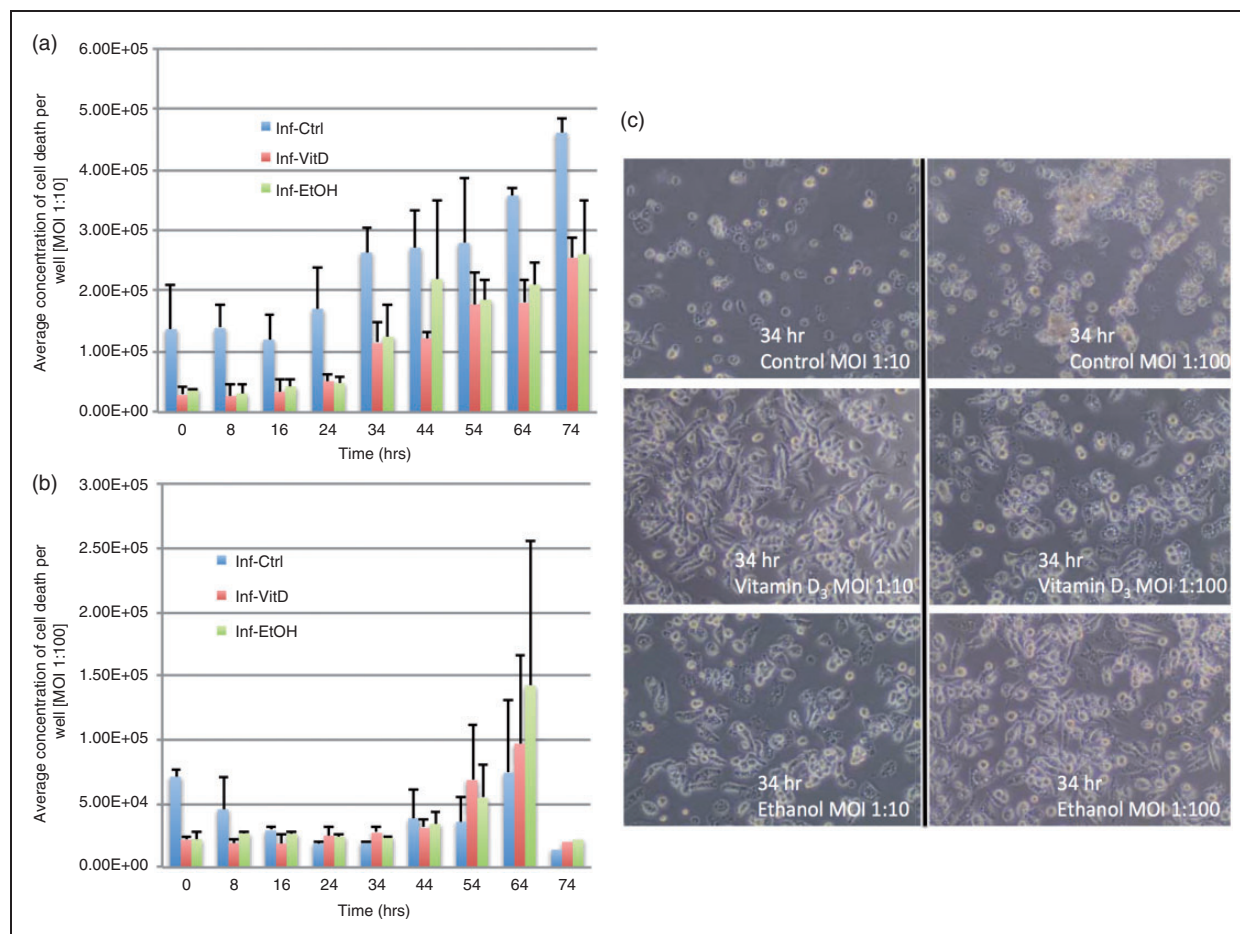 (a)
6.00E+05
5.00E+05
4.00E+05
3.00E+05
2.00E+05
1.00E+05
0.00E+00
Average concentration of cell death per
well [MOI 1:10]
Inf-Ctrl
Inf-VitD
Inf-EtOH
0 8 16 24 34 44 54 64 74
Time (hrs)
(b)
3.00E+05
2.50E+05
2.00E+05
1.50E+05
1.00E+05
5.00E+04
0.00E+00
Average concentration of cell death per
well [MOI 1:100]
Inf-Ctrl
Inf-VitD
Inf-EtOH
0 8 16 24 34 44 54 64 74
Time (hrs)
(c)
34 hr
Control MOI 1:10
34 hr
Control MOI 1:100
34 hr
Vitamin D₃ MOI 1:10
34 hr
Vitamin D₃ MOI 1:100
34 hr
Ethanol MOI 1:10
34 hr
Ethanol MOI 1:100